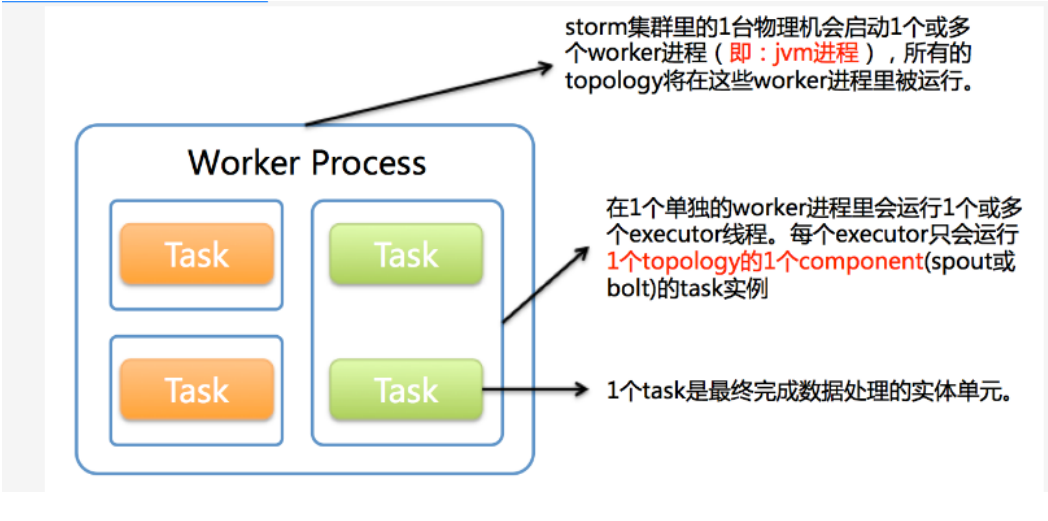 storm集群里的1台物理机会启动1个或多
个worker进程（即：jvm进程），所有的
topology将在这些worker进程里被运行。
Worker Process
Task
Task
在1个单独的worker进程里会运行1个或多
个executor线程。每个executor只会运行
1个topology的1个component(spout或
bolt)的task实例
Task
Task
1个task是最终完成数据处理的实体单元。